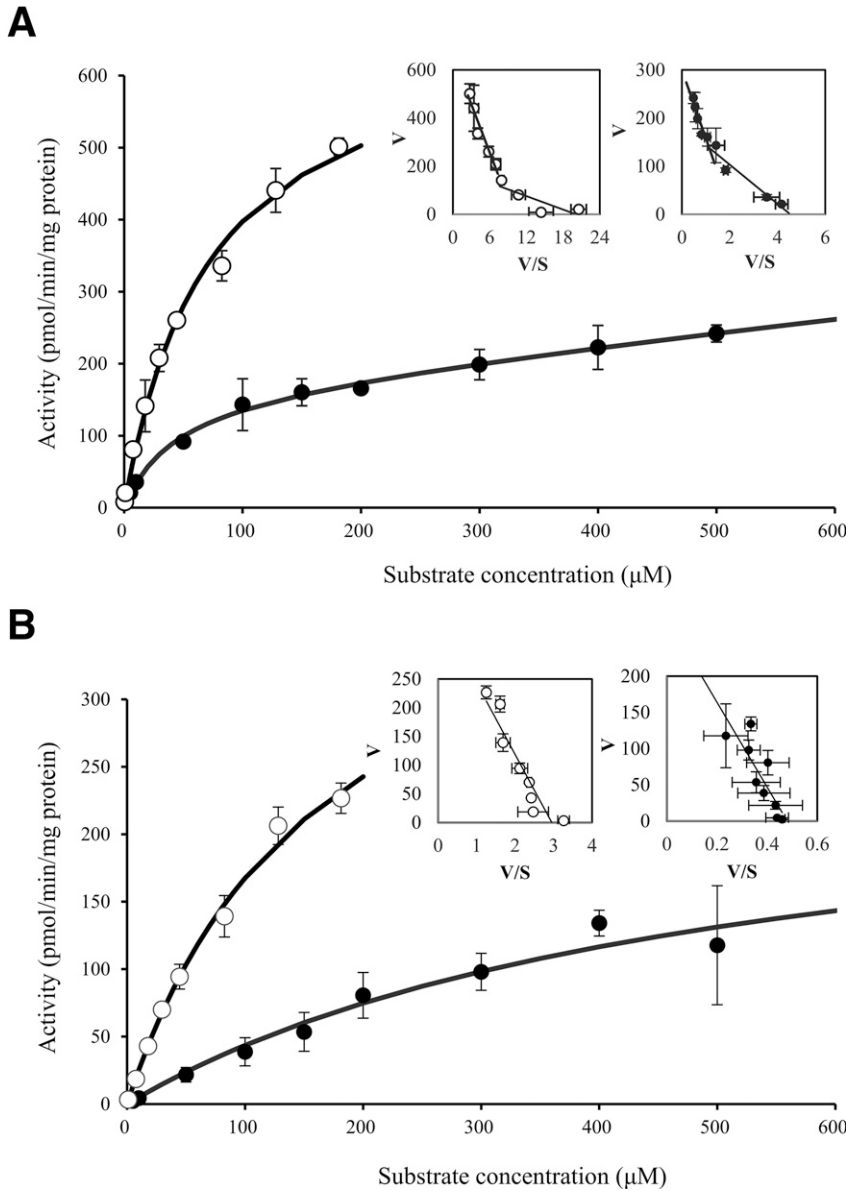 A
Activity (pmol/min/mg protein)
600
500
400
300
200
100
0
0 100 200 300 400 500 600
Substrate concentration (μM)
V
600
400
200
0
0 6 12 18 24
V/S
V
300
200
100
0
0 2 4 6
V/S
B
Activity (pmol/min/mg protein)
300
250
200
150
100
50
0
0 100 200 300 400 500 600
Substrate concentration (μM)
V
250
200
150
100
50
0
0 1 2 3 4
V/S
V
200
150
100
50
0
0 0.2 0.4 0.6
V/S